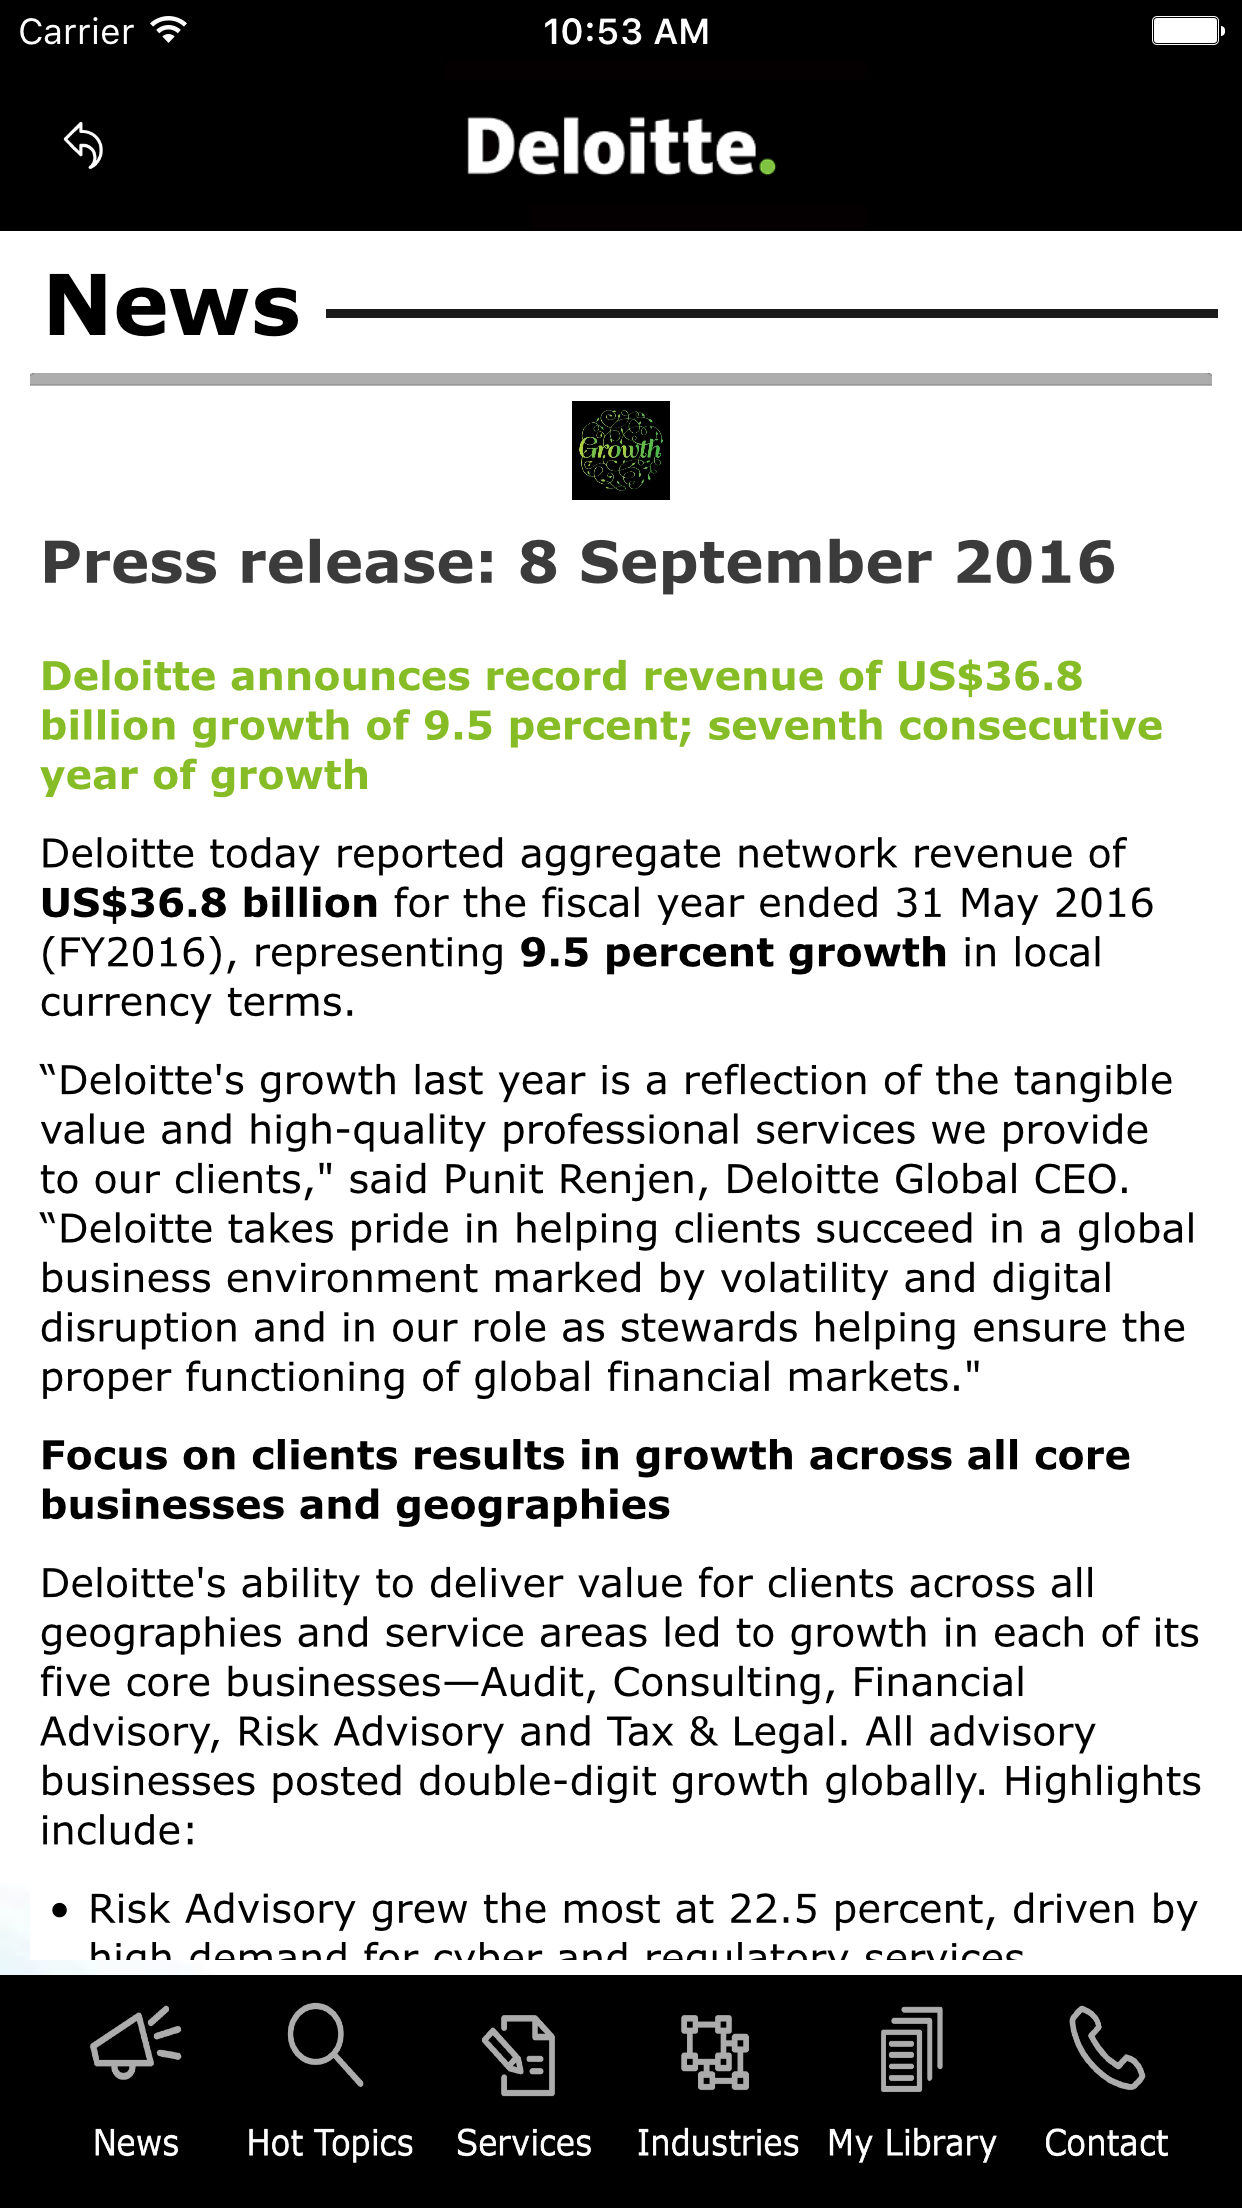 Carrier 10:53 AM
Deloitte.
News
Growth
Press release: 8 September 2016
Deloitte announces record revenue of US$36.8
billion growth of 9.5 percent; seventh consecutive
year of growth
Deloitte today reported aggregate network revenue of
US$36.8 billion for the fiscal year ended 31 May 2016
(FY2016), representing 9.5 percent growth in local
currency terms.
“Deloitte's growth last year is a reflection of the tangible
value and high-quality professional services we provide
to our clients," said Punit Renjen, Deloitte Global CEO.
“Deloitte takes pride in helping clients succeed in a global
business environment marked by volatility and digital
disruption and in our role as stewards helping ensure the
proper functioning of global financial markets."
Focus on clients results in growth across all core
businesses and geographies
Deloitte's ability to deliver value for clients across all
geographies and service areas led to growth in each of its
five core businesses—Audit, Consulting, Financial
Advisory, Risk Advisory and Tax & Legal. All advisory
businesses posted double-digit growth globally. Highlights
include:
• Risk Advisory grew the most at 22.5 percent, driven by
high demand for cyber and regulatory services
News Hot Topics Services Industries My Library Contact